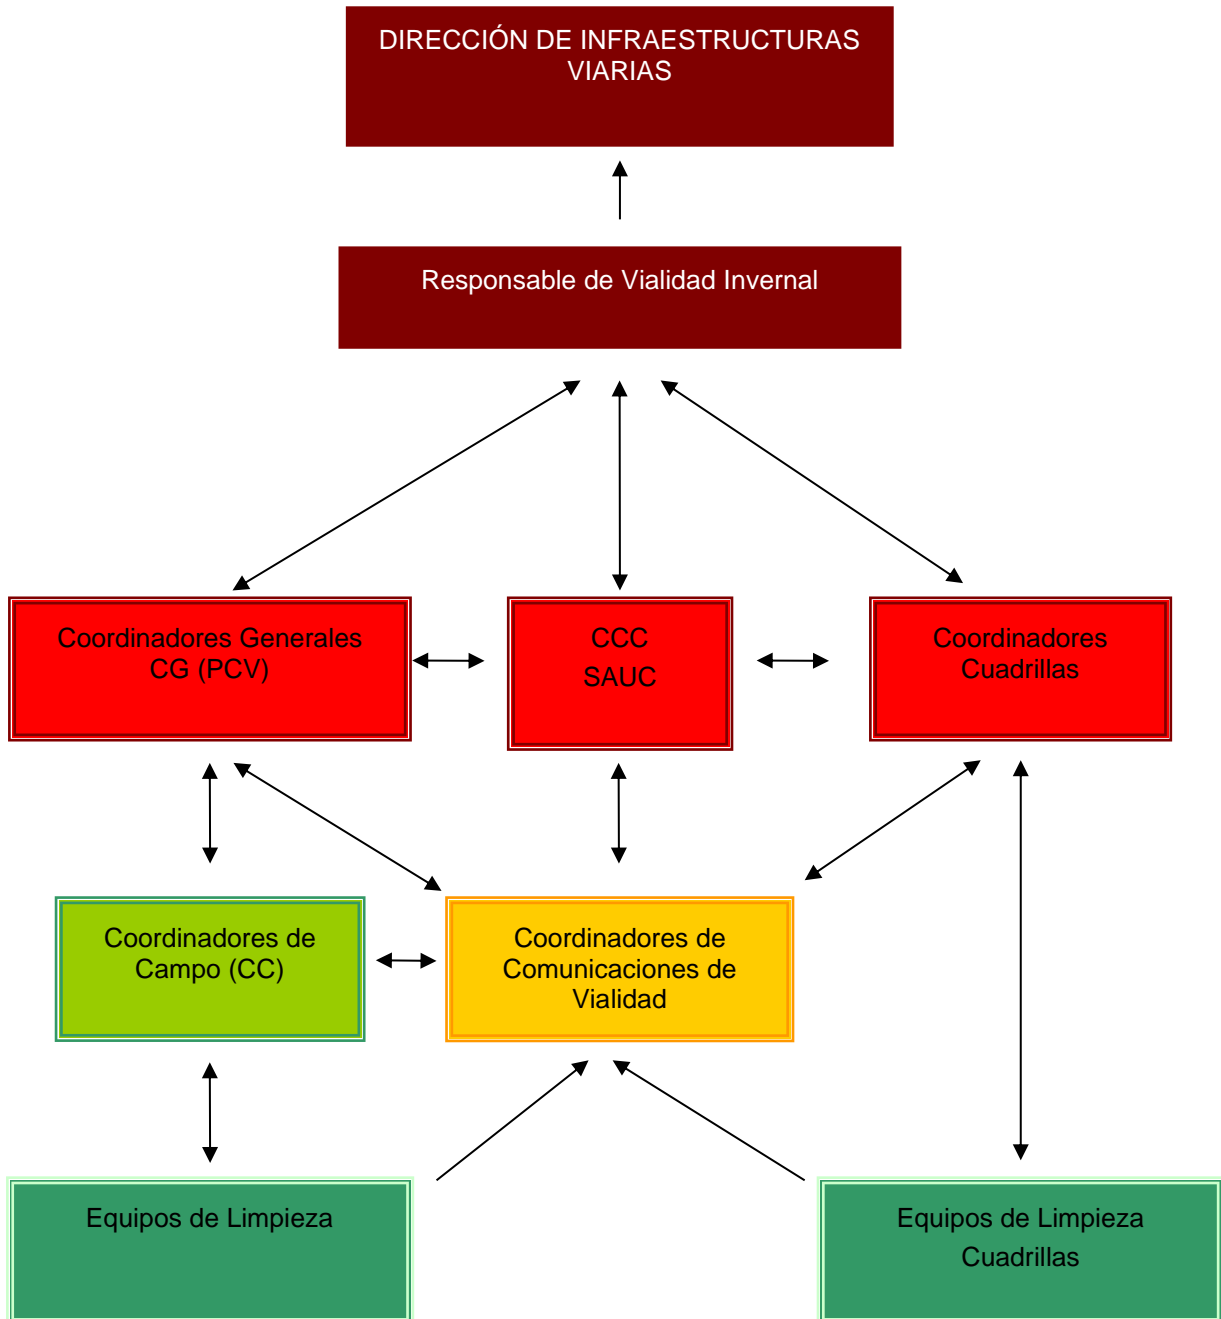 DIRECCIÓN DE INFRAESTRUCTURAS
VIARIAS
Responsable de Vialidad Invernal
Coordinadores Generales
CG (PCV)
CCC
SAUC
Coordinadores
Cuadrillas
Coordinadores de
Campo (CC)
Coordinadores de
Comunicaciones de
Vialidad
Equipos de Limpieza
Equipos de Limpieza
Cuadrillas